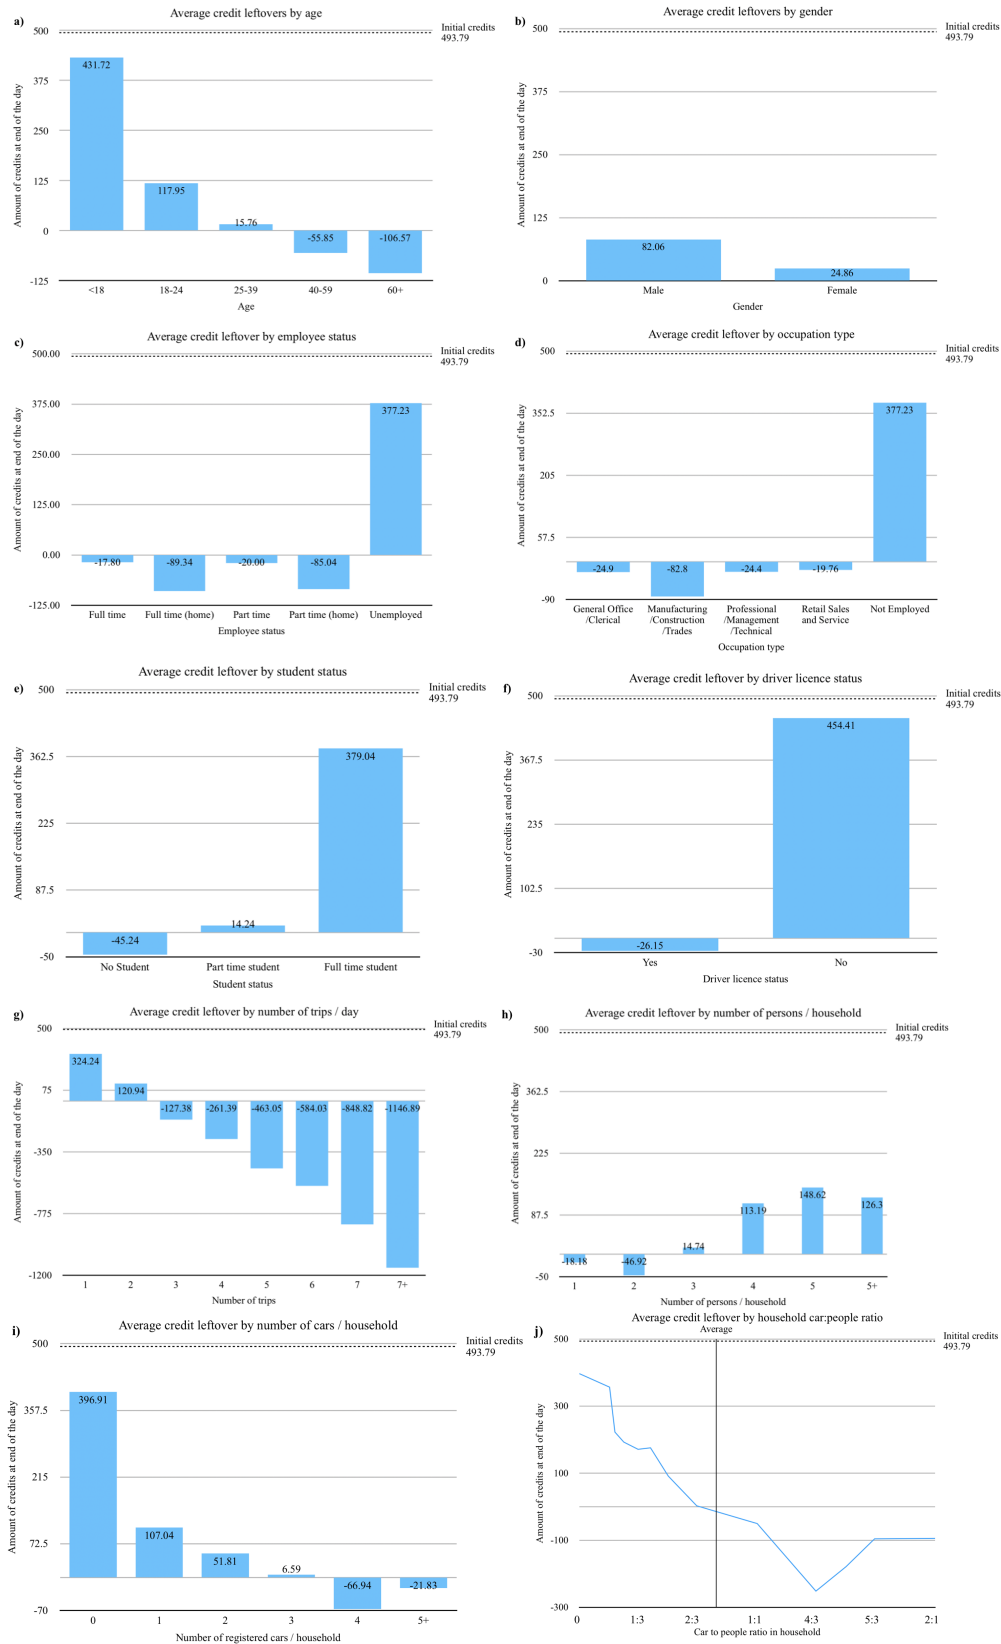 a)
Average credit leftovers by age
Initial credits
493.79
Amount of credits at end of the day
500
375
250
125
0
-125
431.72
117.95
15.76
-55.85
-106.57
<18
18-24
25-39
40-59
60+
Age
b)
Average credit leftovers by gender
Initial credits
493.79
Amount of credits at end of the day
500
375
250
125
0
82.06
24.86
Male
Female
Gender
c)
Average credit leftover by employee status
Initial credits
493.79
Amount of credits at end of the day
500.00
375.00
250.00
125.00
0.00
-125.00
-17.80
-89.34
-20.00
-85.04
377.23
Full time
Full time (home)
Part time
Part time (home)
Unemployed
Employee status
d)
Average credit leftover by occupation type
Initial credits
493.79
Amount of credits at end of the day
500
352.5
205
57.5
-90
-24.9
-82.8
-24.4
-19.76
377.23
General Office
/Clerical
Manufacturing
/Construction
/Trades
Professional
/Management
/Technical
Retail Sales
and Service
Not Employed
Occupation type
e)
Average credit leftover by student status
Initial credits
493.79
Amount of credits at end of the day
500
362.5
225
87.5
-50
-45.24
14.24
379.04
No Student
Part time student
Full time student
Student status
f)
Average credit leftover by driver licence status
Initial credits
493.79
Amount of credits at end of the day
500
367.5
235
102.5
-30
-26.15
454.41
Yes
No
Driver licence status
g)
Average credit leftover by number of trips / day
Initial credits
493.79
Amount of credits at end of the day
500
75
-350
-775
-1200
324.24
120.94
-127.38
-261.39
-463.05
-584.03
-848.82
-1146.89
1
2
3
4
5
6
7
7+
Number of trips
h)
Average credit leftover by number of persons / household
Initial credits
493.79
Amount of credits at end of the day
500
362.5
225
87.5
-50
-18.18
-46.92
14.74
113.19
148.62
126.3
1
2
3
4
5
5+
Number of persons / household
i)
Average credit leftover by number of cars / household
Initial credits
493.79
Amount of credits at end of the day
500
357.5
215
72.5
-70
396.91
107.04
51.81
6.59
-66.94
-21.83
0
1
2
3
4
5+
Number of registered cars / household
j)
Average credit leftover by household car:people ratio
Average
Initital credits
493.79
Amount of credits at end of the day
500
300
100
-100
-300
0
1:3
2:3
1:1
4:3
5:3
2:1
Car to people ratio in household